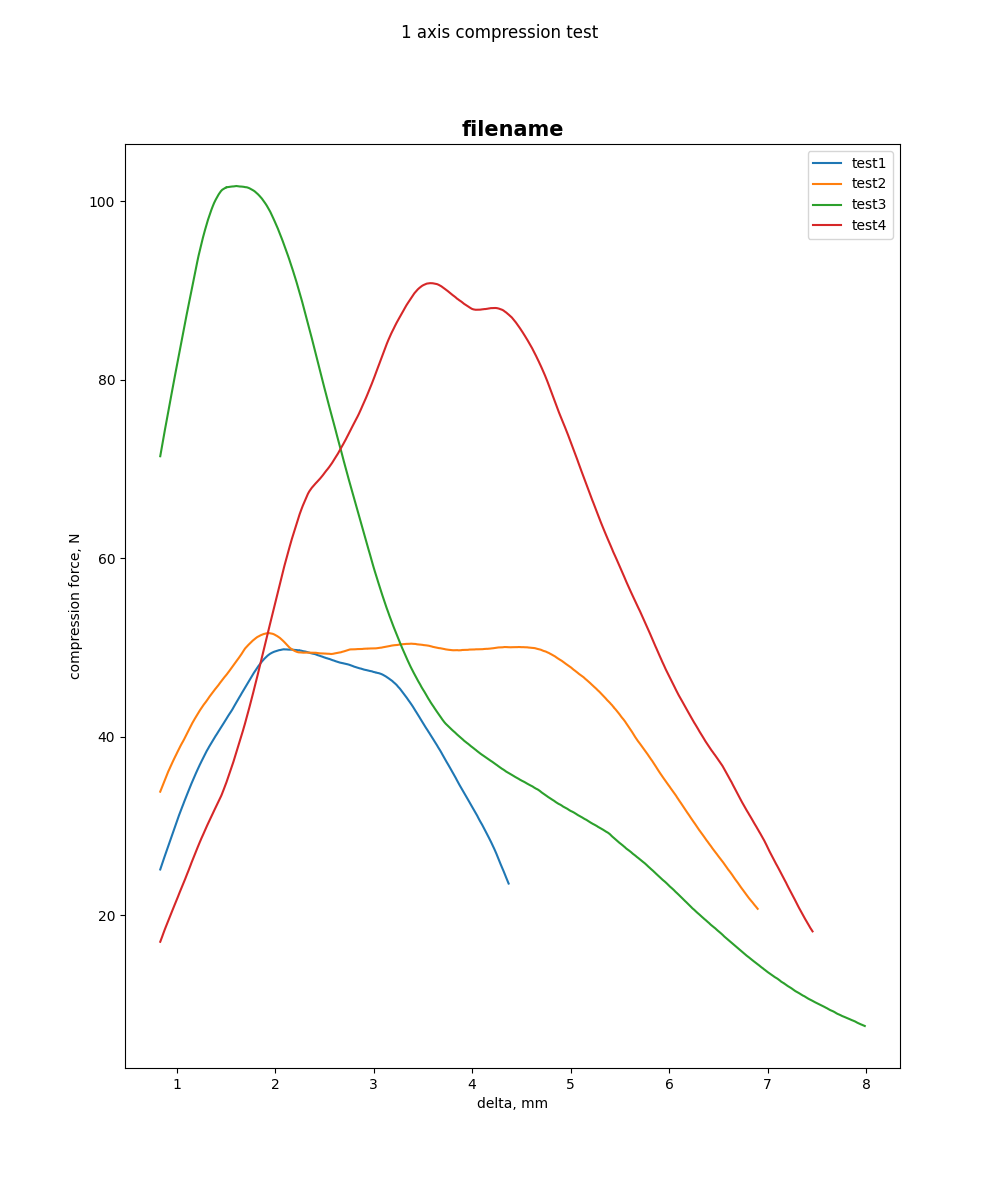 1 axis compression test
filename
test1
test2
test3
test4
compression force, N
100
80
60
40
20
1 2 3 4 5 6 7 8
delta, mm